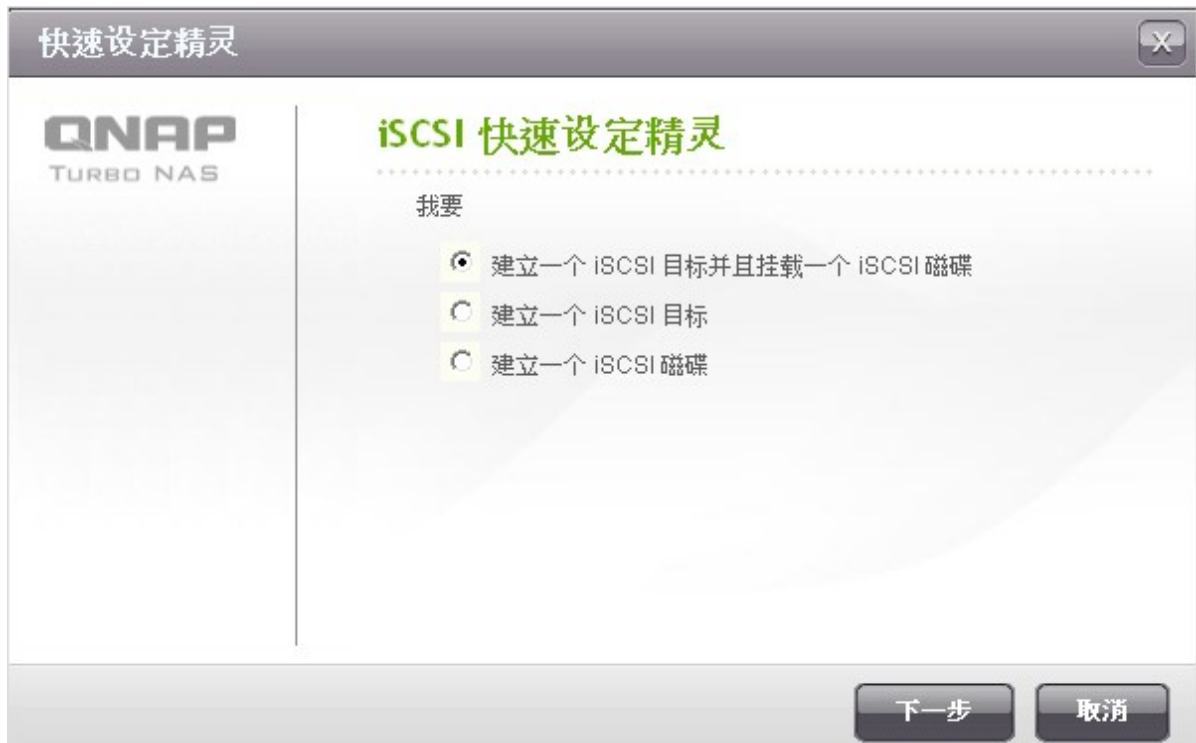 快速设定精灵
X
QNAP
TURBO NAS
iSCSI 快速设定精灵
我要
建立一个 iSCSI 目标并且挂载一个 iSCSI 磁碟
建立一个 iSCSI 目标
建立一个 iSCSI 磁碟
下一步
取消